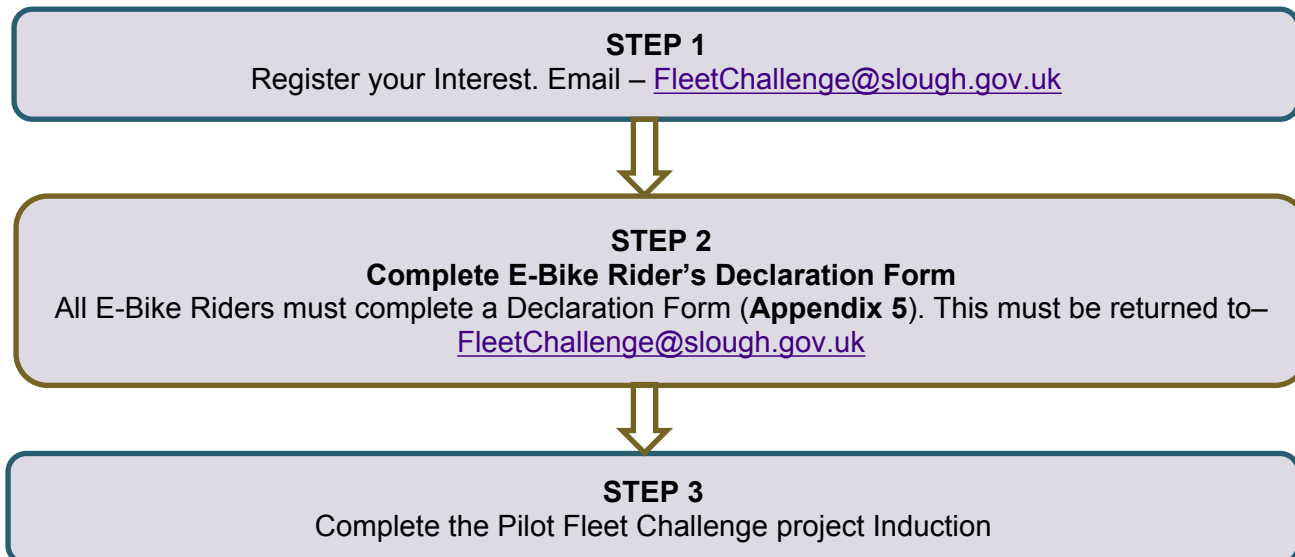 STEP 1
Register your Interest. Email – FleetChallenge@slough.gov.uk
STEP 2
Complete E-Bike Rider’s Declaration Form
All E-Bike Riders must complete a Declaration Form (Appendix 5). This must be returned to–
FleetChallenge@slough.gov.uk
STEP 3
Complete the Pilot Fleet Challenge project Induction